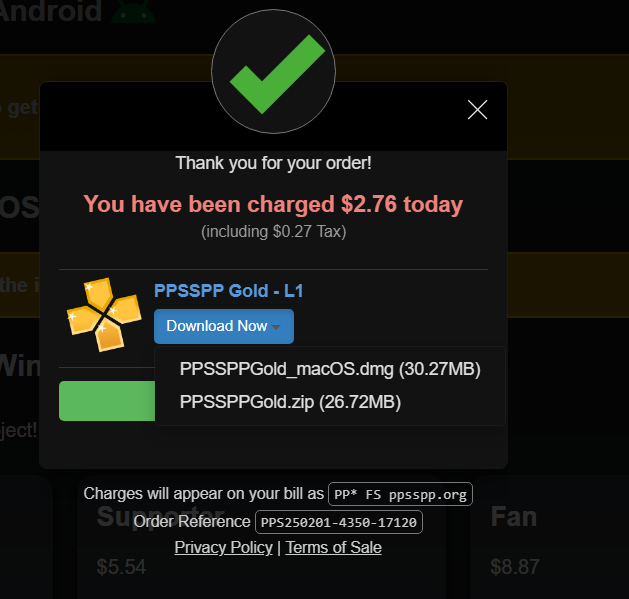 Android
get
Thank you for your order!
You have been charged $2.76 today
(including $0.27 Tax)
OS
the i
PPSSPP Gold - L1
Download Now
PPSSPPGold_macOS.dmg (30.27MB)
PPSSPPGold.zip (26.72MB)
Win
ject!
Charges will appear on your bill as PP* FS ppsspp.org
Supporter
Fan
Order Reference PPS250201-4350-17120
Privacy Policy | Terms of Sale
$5.54
$8.87